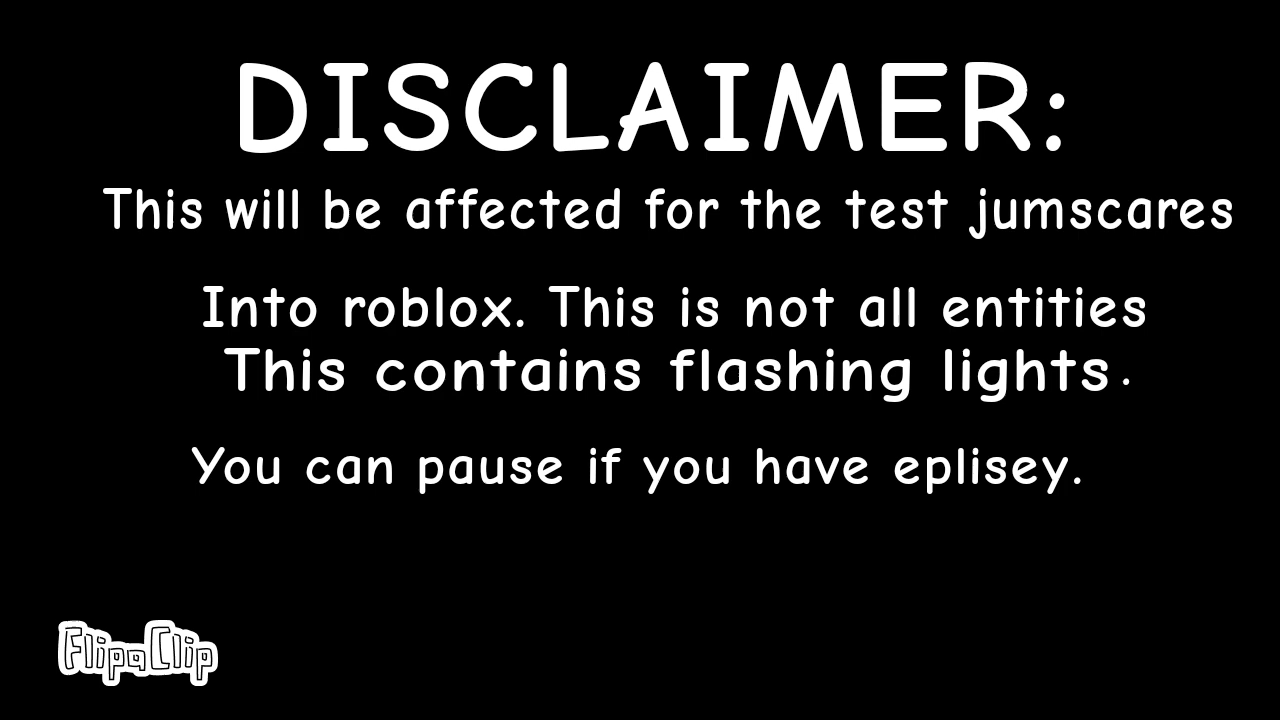 DISCLAIMER:
This will be affected for the test jumscares
Into roblox. This is not all entities
This contains flashing lights.
You can pause if you have eplisey.
FlipaClip